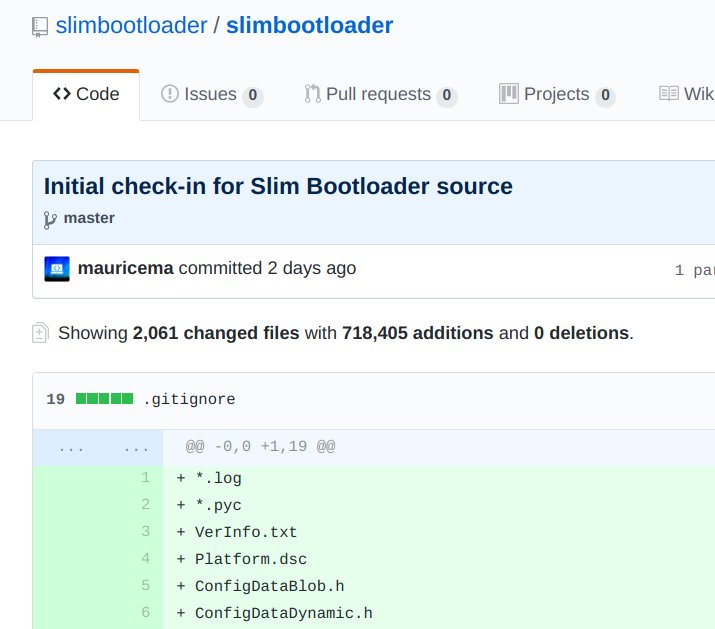 slimbootloader / slimbootloader
Code Issues 0 Pull requests 0 Projects 0 Wik
Initial check-in for Slim Bootloader source
master
mauricema committed 2 days ago 1 par
Showing 2,061 changed files with 718,405 additions and 0 deletions.
19 .gitignore
... ... @@ -0,0 +1,19 @@
1 + *.log
2 + *.pyc
3 + VerInfo.txt
4 + Platform.dsc
5 + ConfigDataBlob.h
6 + ConfigDataDynamic.h